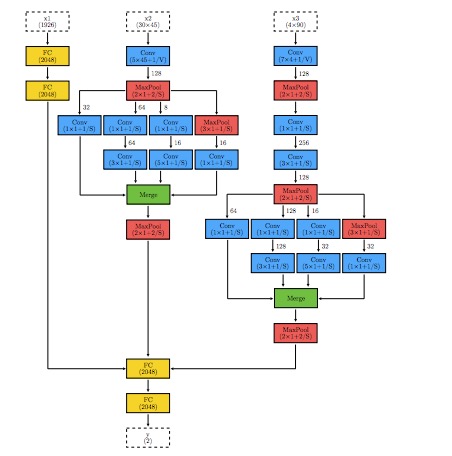 x1
(1926)
x2
(30×45)
x3
(4×90)
FC
(2048)
Conv
(5×45+1/V)
Conv
(7×4+1/V)
128
128
FC
(2048)
MaxPool
(2×1+2/S)
MaxPool
(2×1+2/S)
32
64
8
Conv
(1×1+1/S)
Conv
(1×1+1/S)
Conv
(1×1+1/S)
MaxPool
(3×1+1/S)
Conv
(1×1+1/S)
64
16
16
256
Conv
(3×1+1/S)
Conv
(5×1+1/S)
Conv
(1×1+1/S)
Conv
(3×1+1/S)
128
Merge
MaxPool
(2×1+2/S)
64
128
16
MaxPool
(2×1+2/S)
Conv
(1×1+1/S)
Conv
(1×1+1/S)
Conv
(1×1+1/S)
MaxPool
(3×1+1/S)
128
32
32
Conv
(3×1+1/S)
Conv
(5×1+1/S)
Conv
(1×1+1/S)
Merge
MaxPool
(2×1+2/S)
FC
(2048)
FC
(2048)
y
(2)